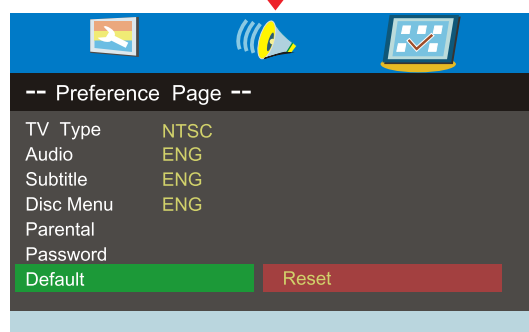 -- Preference Page --
TV Type NTSC
Audio ENG
Subtitle ENG
Disc Menu ENG
Parental
Password
Default Reset